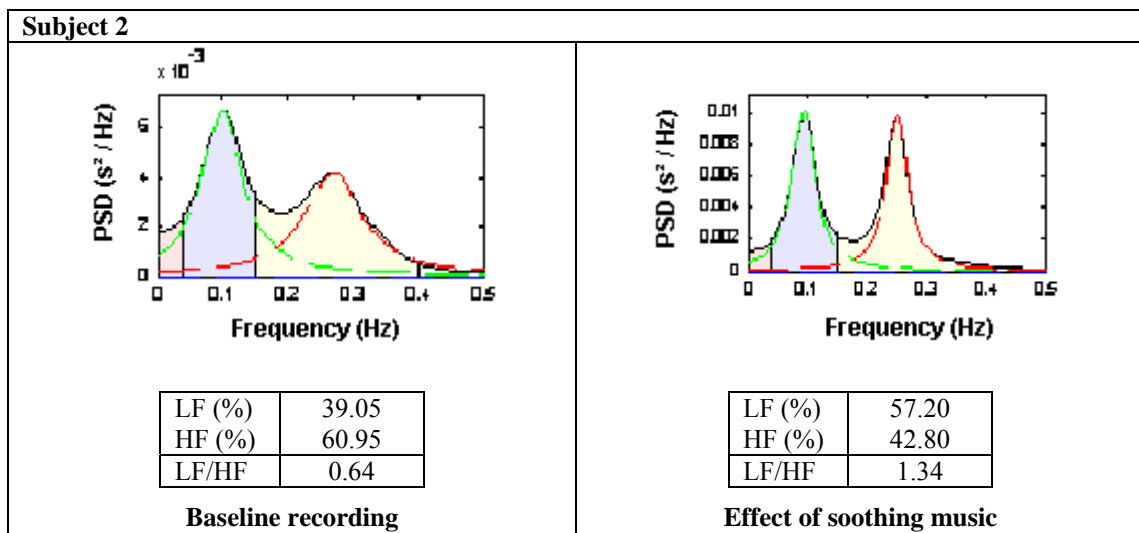 Subject 2
x 10^-3
PSD (s² / Hz)
6
4
2
0
0 0.1 0.2 0.3 0.4 0.5
Frequency (Hz)
LF (%) 39.05
HF (%) 60.95
LF/HF 0.64
Baseline recording
PSD (s² / Hz)
0.01
0.008
0.006
0.004
0.002
0
0 0.1 0.2 0.3 0.4 0.5
Frequency (Hz)
LF (%) 57.20
HF (%) 42.80
LF/HF 1.34
Effect of soothing music